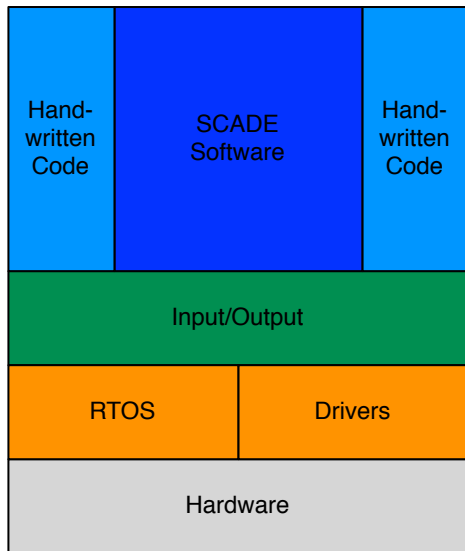 Hand-
written
Code
SCADE
Software
Hand-
written
Code
Input/Output
RTOS
Drivers
Hardware